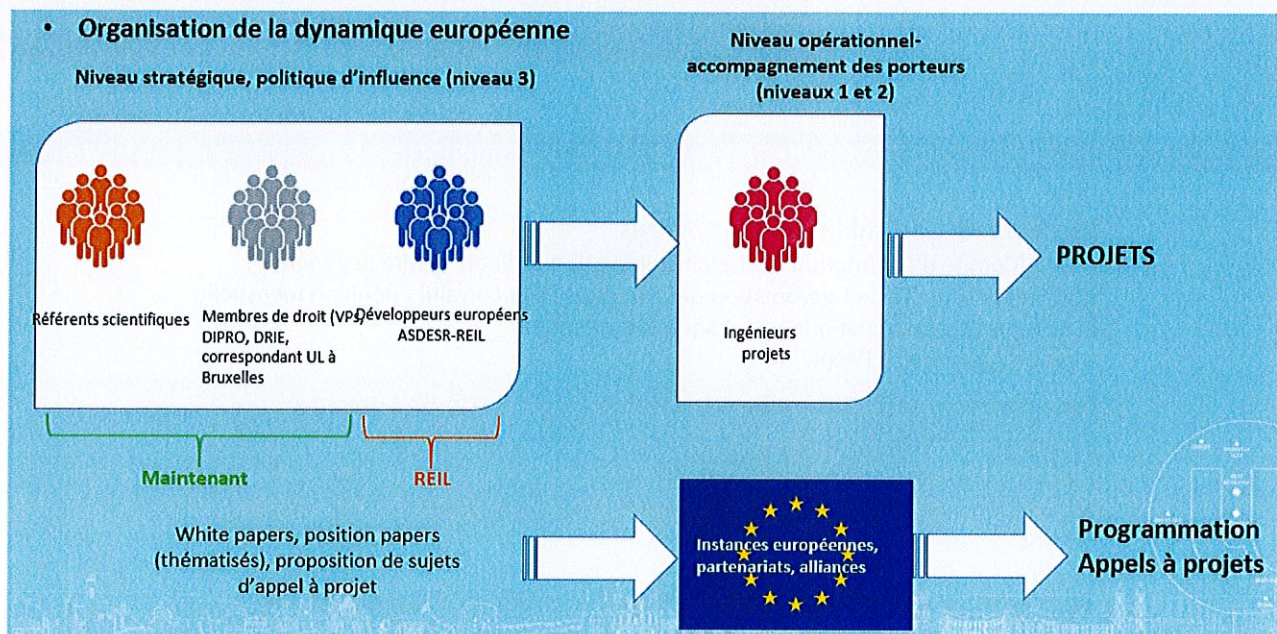 • Organisation de la dynamique européenne
Niveau stratégique, politique d'influence (niveau 3)
Niveau opérationnel-
accompagnement des porteurs
(niveaux 1 et 2)
Référents scientifiques
Membres de droit (VPs,
DIPRO, DRIE,
correspondant UL à
Bruxelles
Développeurs européens
ASDESR-REIL
Ingénieurs
projets
PROJETS
Maintenant
REIL
White papers, position papers
(thématisés), proposition de sujets
d'appel à projet
Instances européennes,
partenariats, alliances
Programmation
Appels à projets